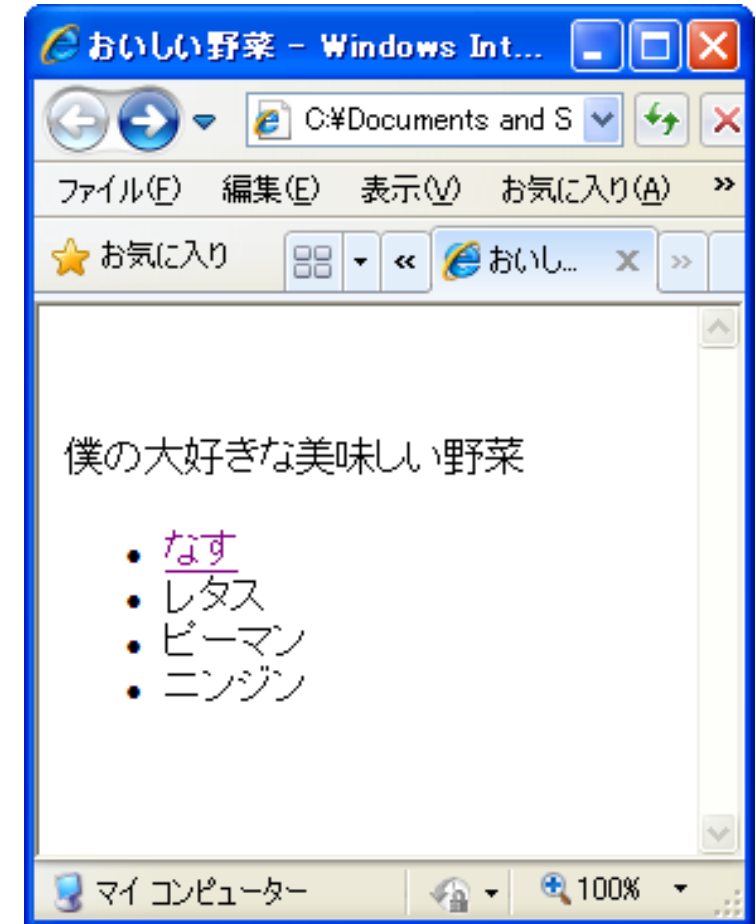 おいしい野菜 - Windows Int...
C:¥Documents and S
ファイル(F) 編集(E) 表示(V) お気に入り(A) »
お気に入り « おいし... x »
僕の大好きな美味しい野菜
• なす
• レタス
• ピーマン
• ニンジン
マイ コンピューター 100%